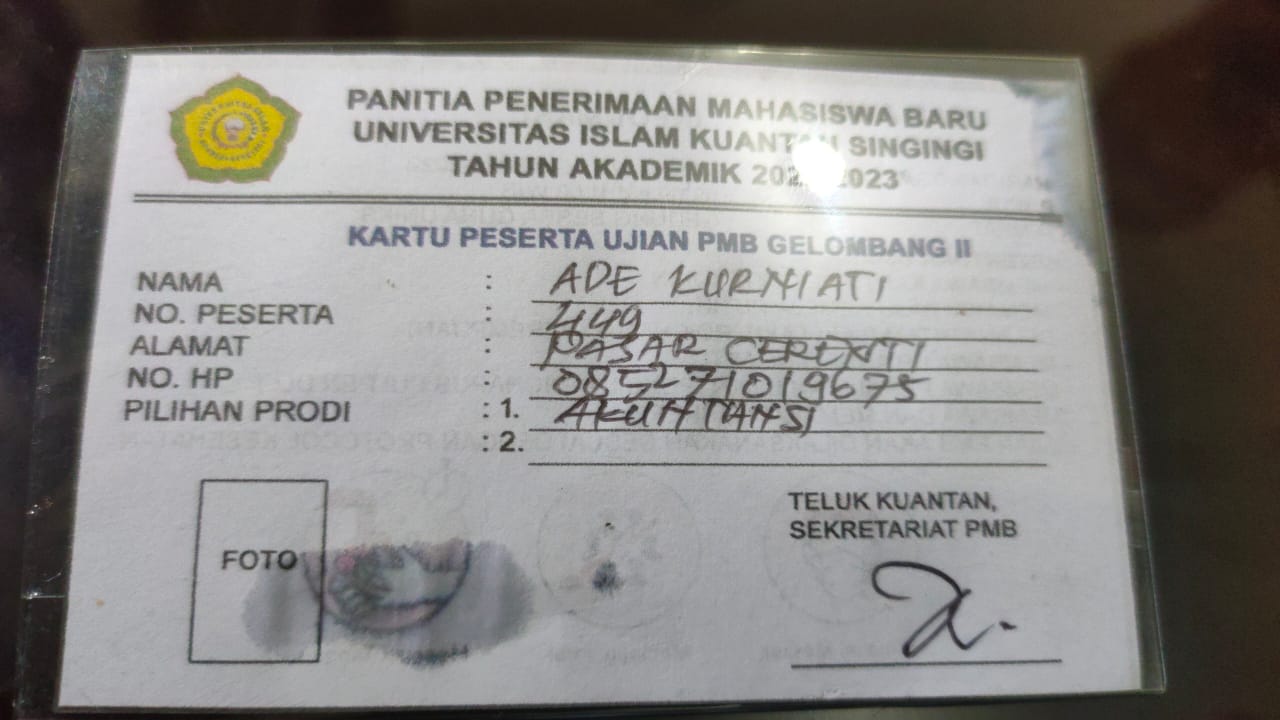 PANITIA PENERIMAAN MAHASISWA BARU
UNIVERSITAS ISLAM KUANTAN SINGINGI
TAHUN AKADEMIK 2023
KARTU PESERTA UJIAN PMB GELOMBANG II
NAMA : ADE KURNIATI
NO. PESERTA : 449
ALAMAT : PASAR CERENTI
NO. HP : 085271019675
PILIHAN PRODI : 1. AKUNTANSI
: 2.
FOTO
TELUK KUANTAN,
SEKRETARIAT PMB